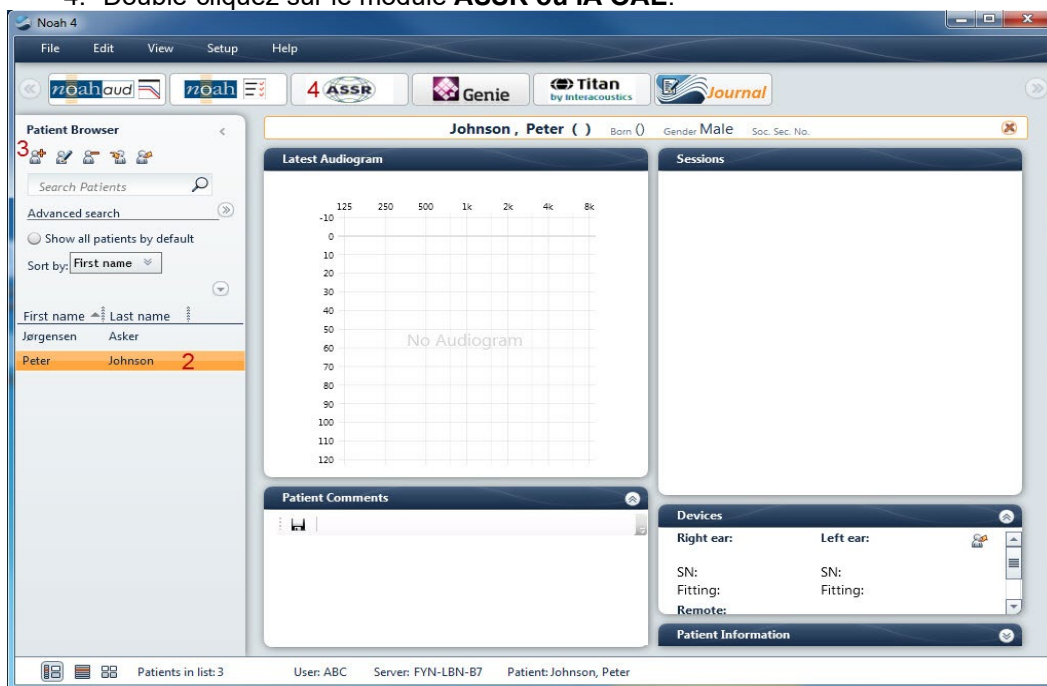 4. Double-cliquez sur le module ASSR ou IA OAE.
Noah 4
File Edit View Setup Help
noahaud noah 4 ASSR Genie Titan by Interacoustics Journal
Patient Browser
Johnson , Peter ( ) Born () Gender Male Soc. Sec. No.
3
Search Patients
Advanced search
Show all patients by default
Sort by: First name
First name Last name
Jørgensen Asker
Peter Johnson 2
Latest Audiogram
125 250 500 1k 2k 4k 8k
-10
0
10
20
30
40
50
60
70
80
90
100
110
120
No Audiogram
Sessions
Patient Comments
Devices
Right ear: Left ear:
SN: SN:
Fitting: Fitting:
Remote:
Patient Information
Patients in list: 3 User: ABC Server: FYN-LBN-B7 Patient: Johnson, Peter